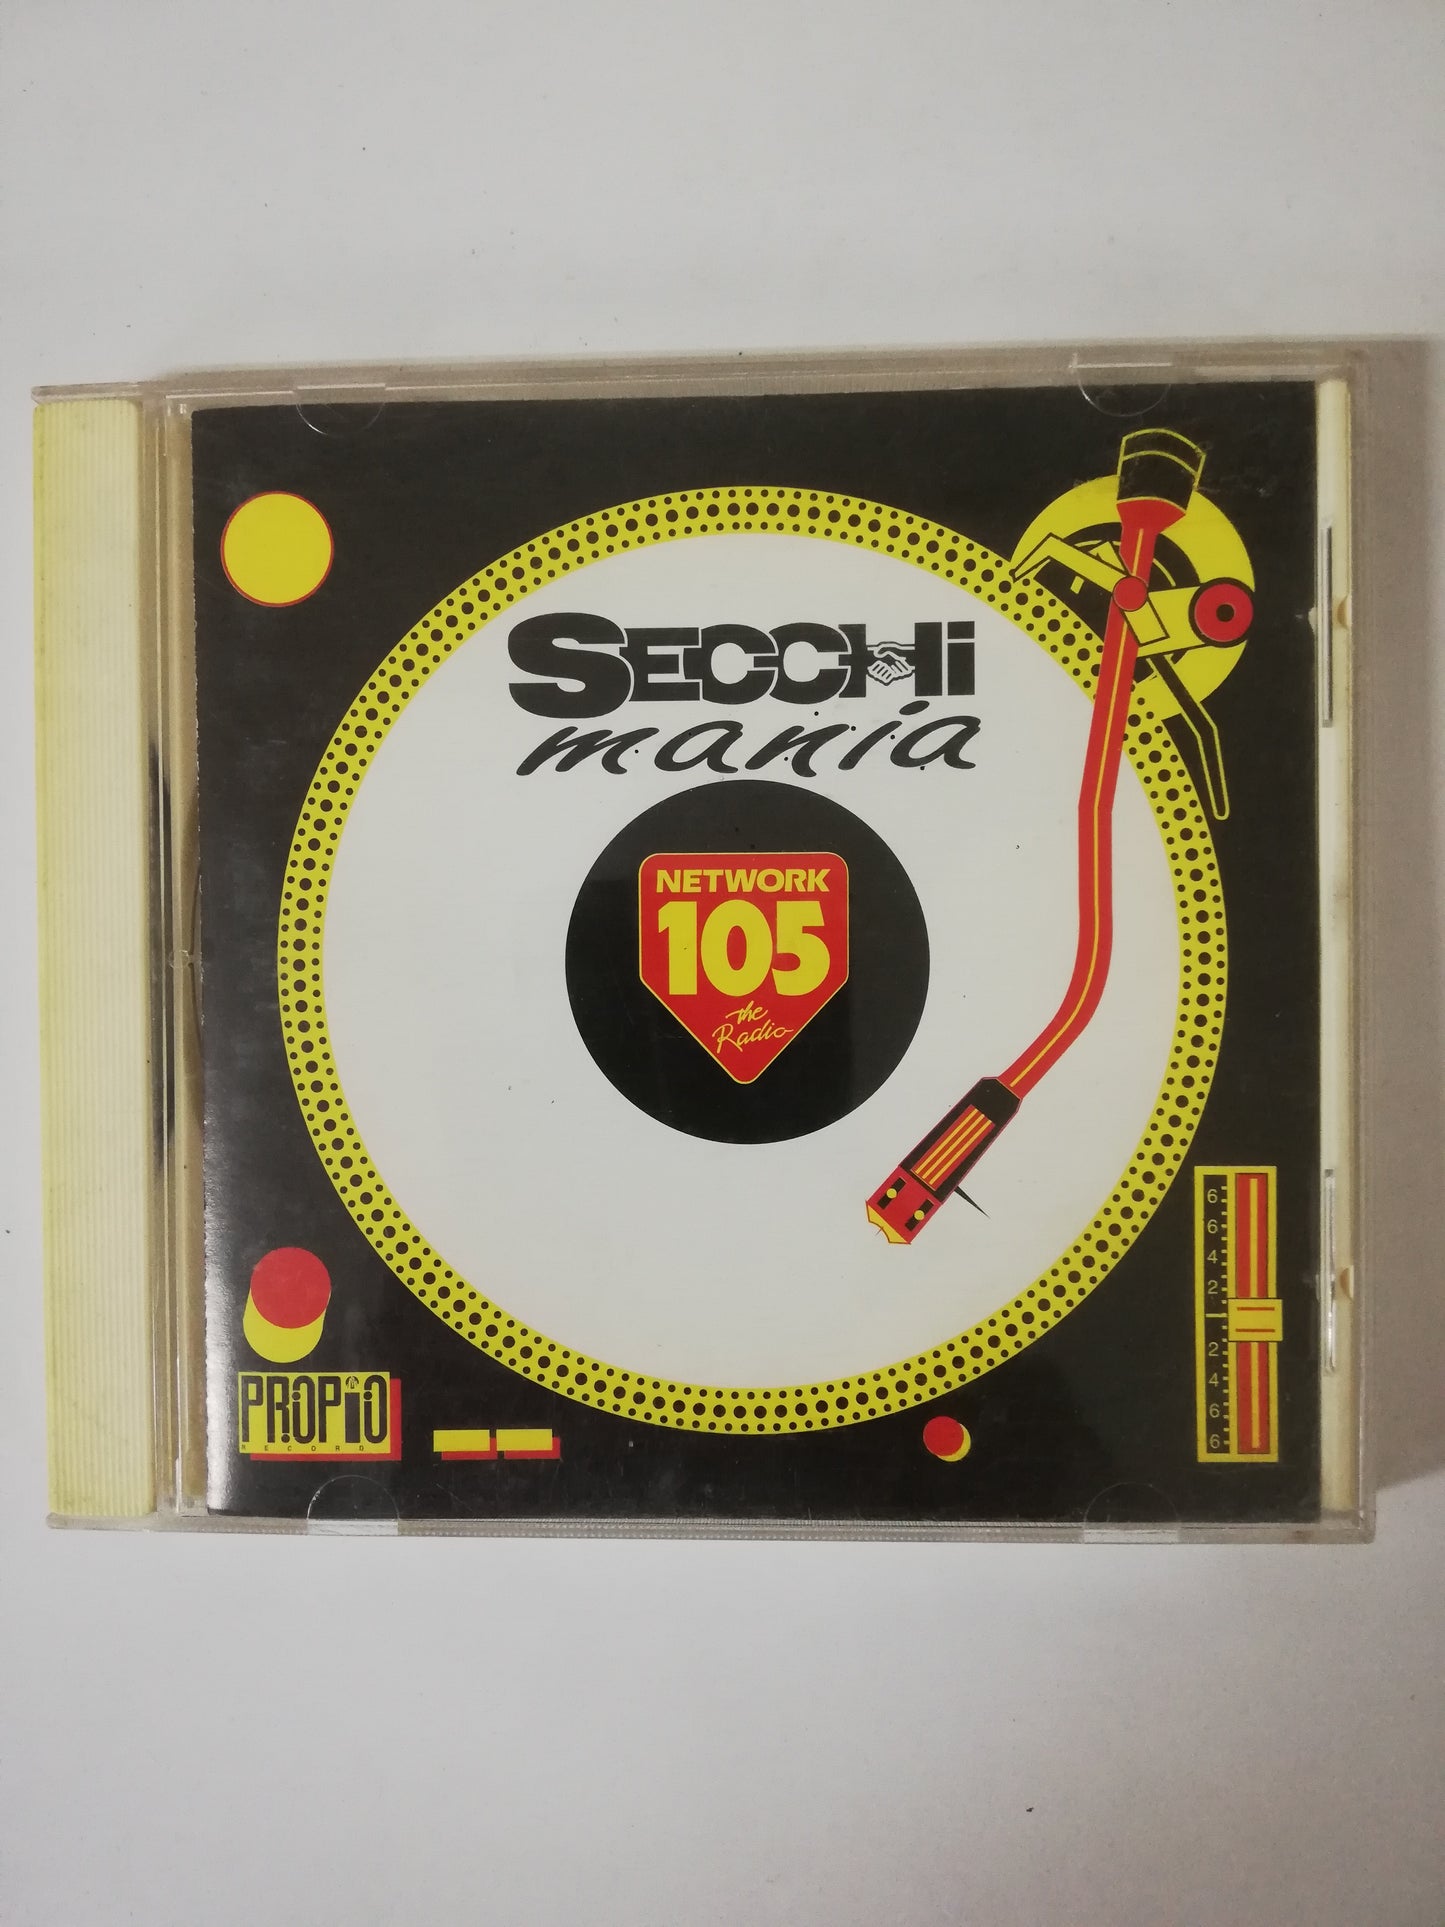 SECCHi
mania
NETWORK
105
the
Radio
6
6
4
2
2
4
6
6
PROPiO
RECORD